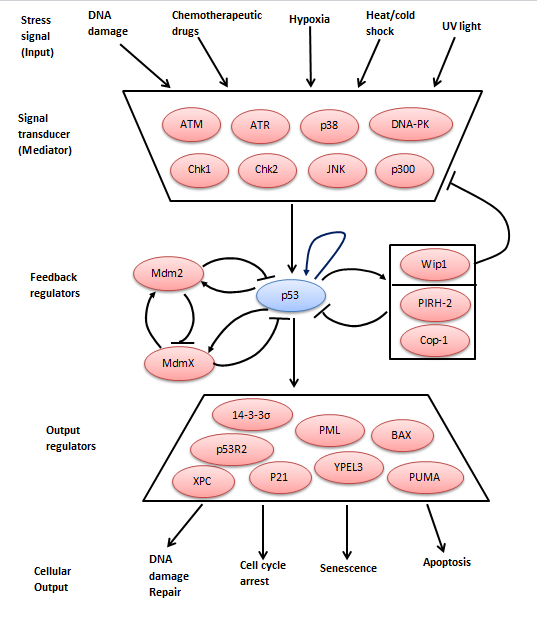 Stress
signal
(Input)
DNA
damage
Chemotherapeutic
drugs
Hypoxia
Heat/cold
shock
UV light
Signal
transducer
(Mediator)
ATM
ATR
p38
DNA-PK
Chk1
Chk2
JNK
p300
Feedback
regulators
Mdm2
p53
Wip1
PIRH-2
Cop-1
MdmX
Output
regulators
14-3-3σ
PML
BAX
p53R2
XPC
P21
YPEL3
PUMA
Cellular
Output
DNA
damage
Repair
Cell cycle
arrest
Senescence
Apoptosis